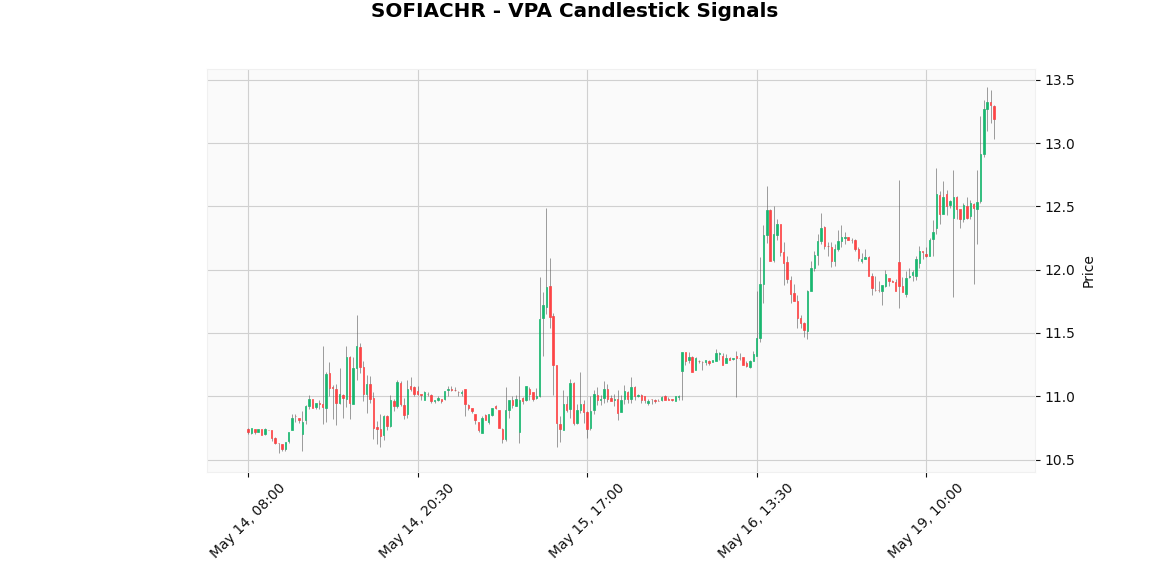 SOFIACHR - VPA Candlestick Signals
13.5
13.0
12.5
12.0
11.5
11.0
10.5
Price
May 14, 08:00
May 14, 20:30
May 15, 17:00
May 16, 13:30
May 19, 10:00